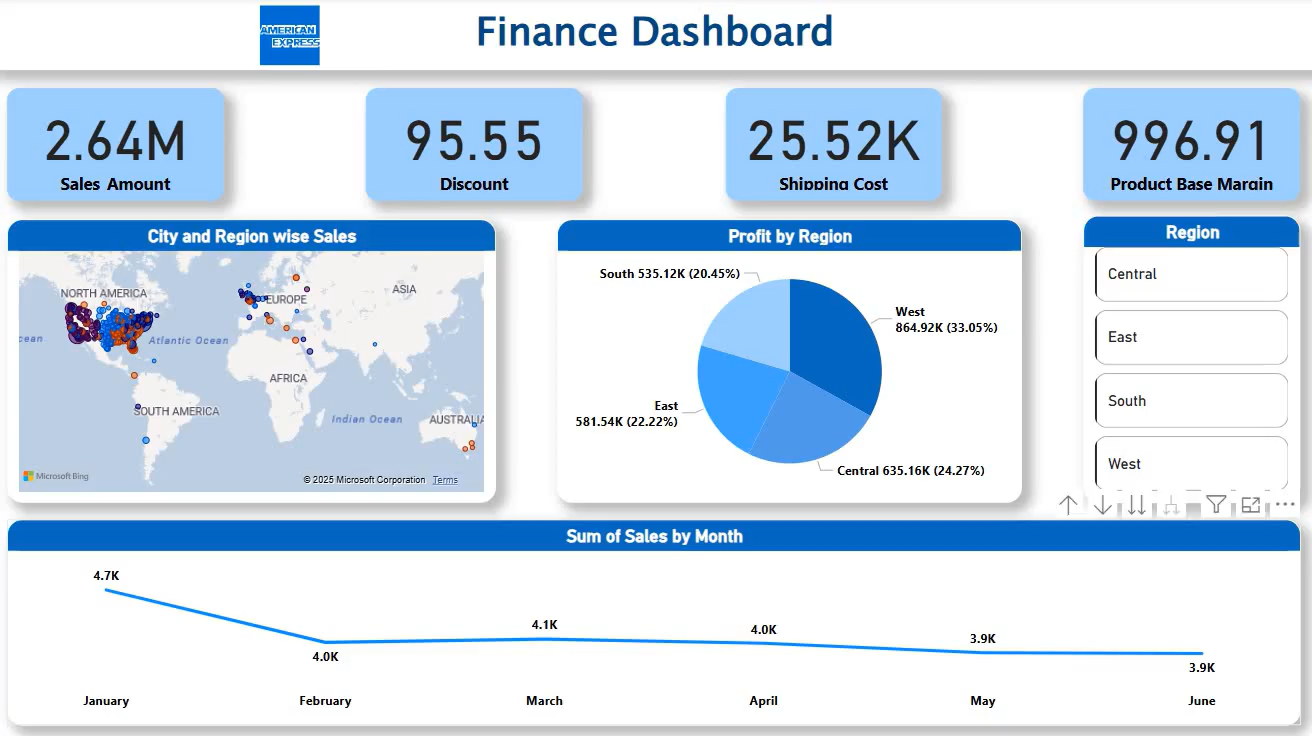 AMERICAN
EXPRESS
Finance Dashboard
2.64M
Sales Amount
95.55
Discount
25.52K
Shipping Cost
996.91
Product Base Margin
City and Region wise Sales
NORTH AMERICA
EUROPE
ASIA
cean
Atlantic Ocean
AFRICA
SOUTH AMERICA
Indian Ocean
AUSTRALIA
Microsoft Bing
© 2025 Microsoft Corporation Terms
Profit by Region
South 535.12K (20.45%)
West
864.92K (33.05%)
East
581.54K (22.22%)
Central 635.16K (24.27%)
Region
Central
East
South
West
Sum of Sales by Month
4.7K
4.0K
4.1K
4.0K
3.9K
3.9K
January
February
March
April
May
June